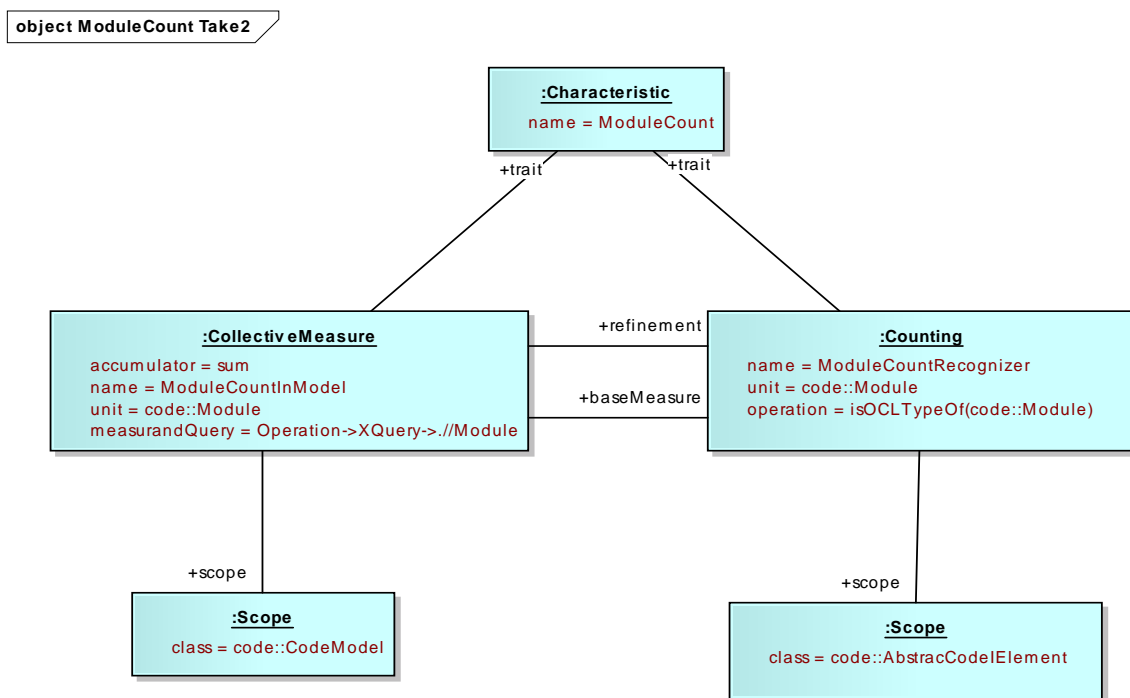 object ModuleCount Take2
:Characteristic
name = ModuleCount
+trait
+trait
:CollectiveMeasure
accumulator = sum
name = ModuleCountInModel
unit = code::Module
measurandQuery = Operation->XQuery->.//Module
+refinement
+baseMeasure
:Counting
name = ModuleCountRecognizer
unit = code::Module
operation = isOCLTypeOf(code::Module)
+scope
+scope
:Scope
class = code::CodeModel
:Scope
class = code::AbstracCodeIElement